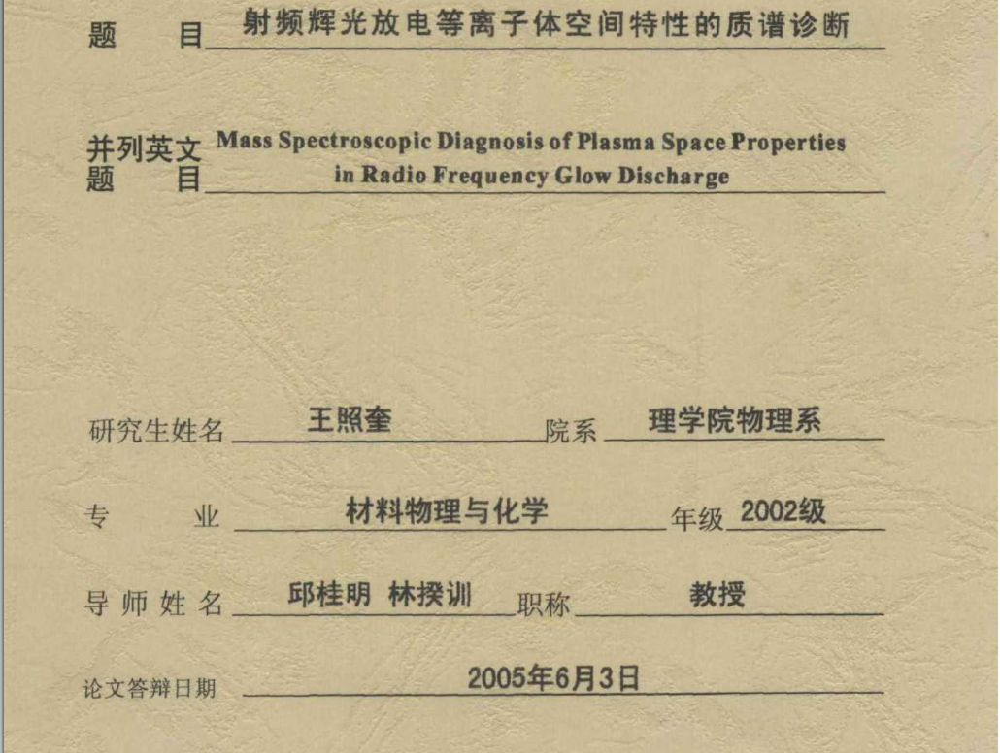 题 目 射频辉光放电等离子体空间特性的质谱诊断
并列英文 Mass Spectroscopic Diagnosis of Plasma Space Properties
题 目 in Radio Frequency Glow Discharge
研究生姓名 王照奎 院系 理学院物理系
专 业 材料物理与化学 年级 2002级
导师姓名 邱桂明 林揆训 职称 教授
论文答辩日期 2005年6月3日